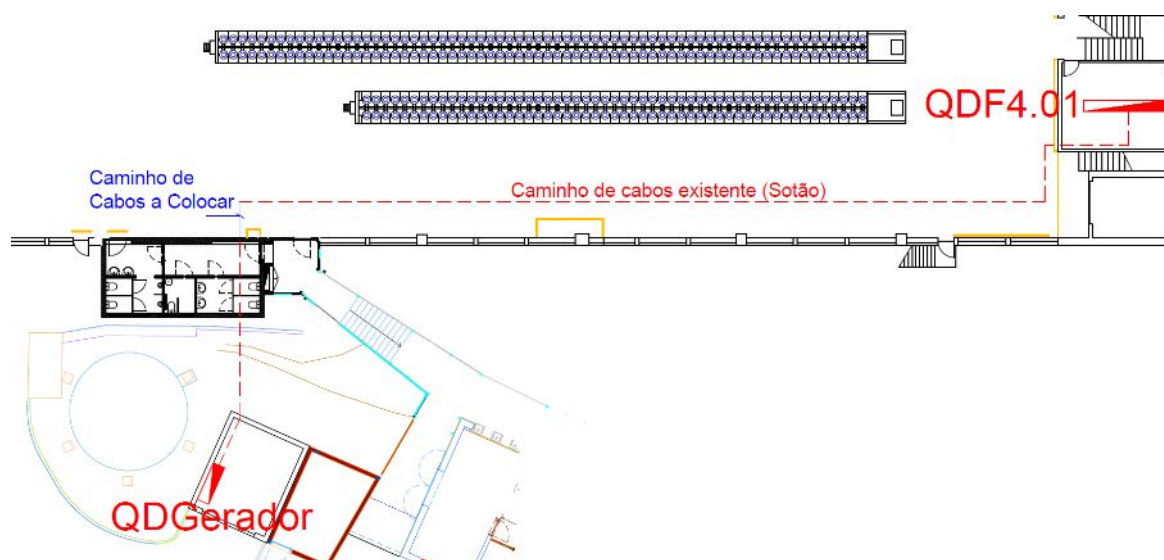 QDF4.01
Caminho de
Cabos a Colocar
Caminho de cabos existente (Sotão)
QDGerador